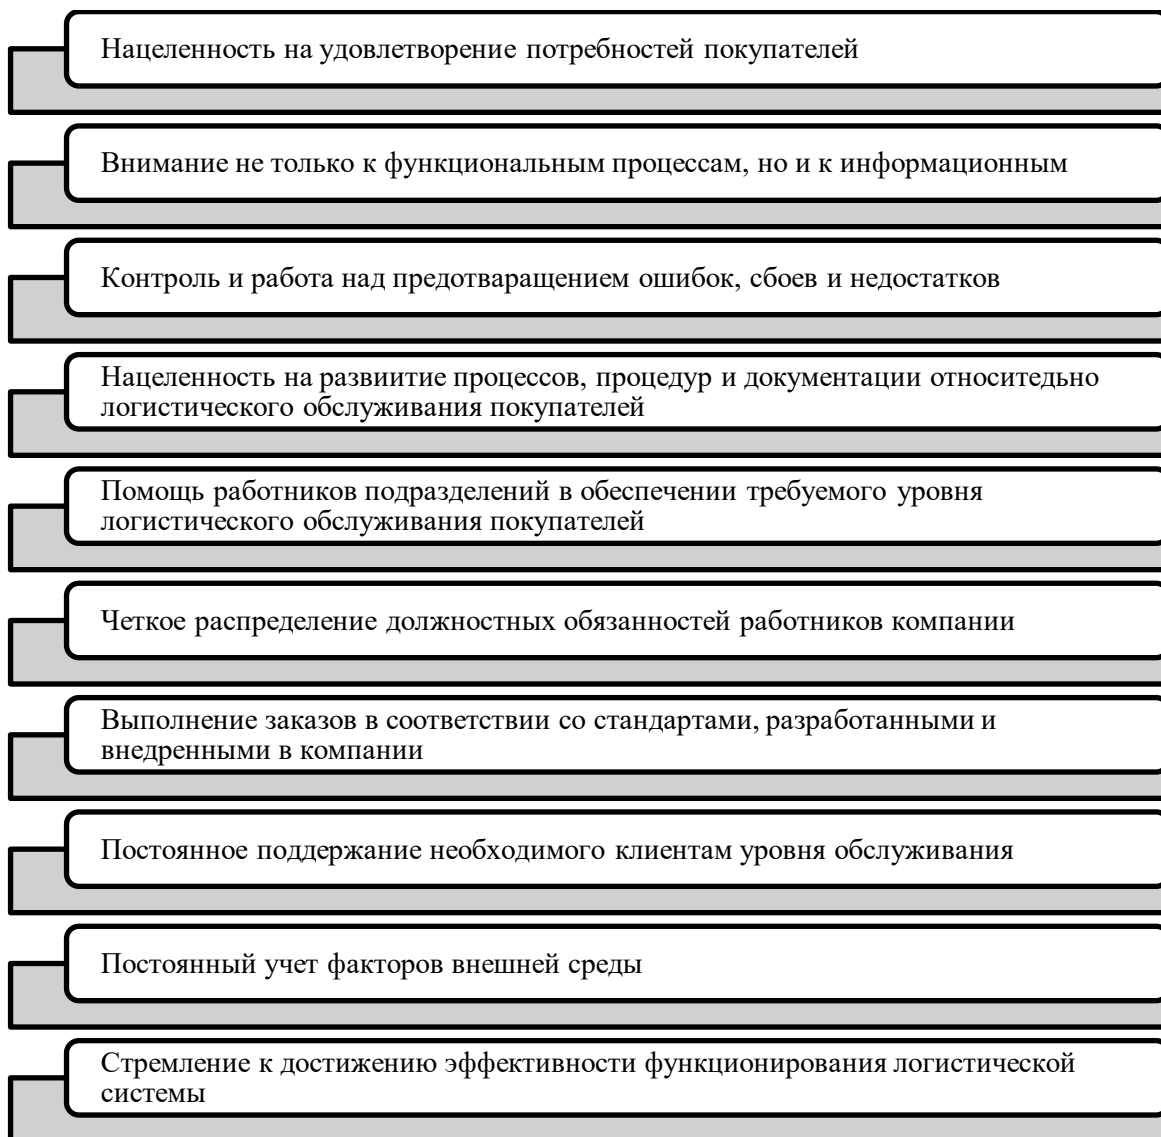 Нацеленность на удовлетворение потребностей покупателей
Внимание не только к функциональным процессам, но и к информационным
Контроль и работа над предотваращением ошибок, сбоев и недостатков
Нацеленность на развиитие процессов, процедур и документации относитедьно
логистического обслуживания покупателей
Помощь работников подразделений в обеспечении требуемого уровня
логистического обслуживания покупателей
Четкое распределение должностных обязанностей работников компании
Выполнение заказов в соответствии со стандартами, разработанными и
внедренными в компании
Постоянное поддержание необходимого клиентам уровня обслуживания
Постоянный учет факторов внешней среды
Стремление к достижению эффективности функционирования логистической
системы